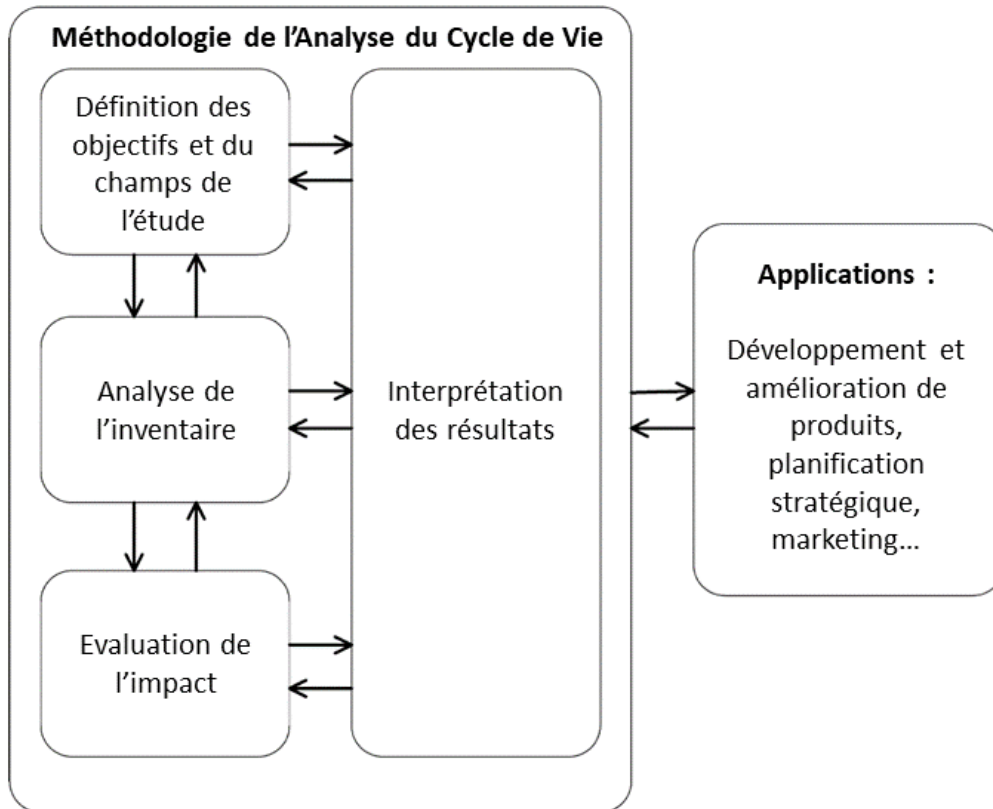 Méthodologie de l’Analyse du Cycle de Vie
Définition des
objectifs et du
champs de
l’étude
Analyse de
l’inventaire
Evaluation de
l’impact
Interprétation
des résultats
Applications :
Développement et
amélioration de
produits,
planification
stratégique,
marketing...